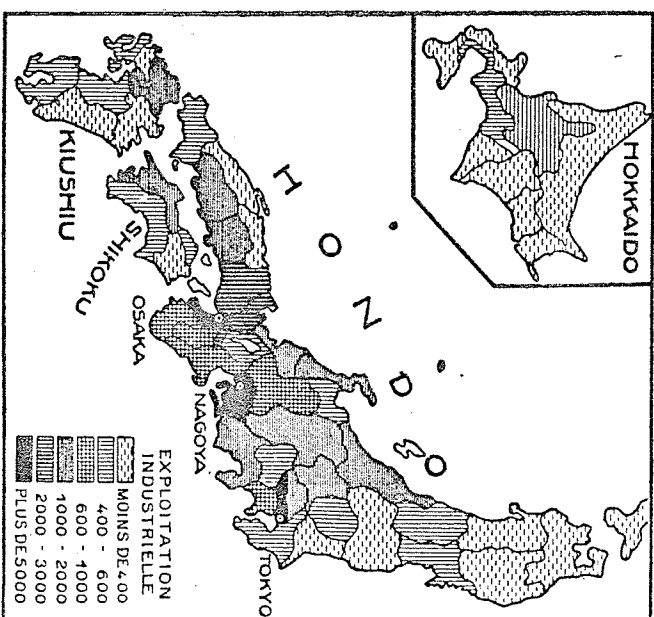 HOKKAIDO
HONDO
KIUSHIU
SHIKOKU
OSAKA
NAGOYA
TOKYO
EXPLOITATION
INDUSTRIELLE
MOINS DE 400
400 - 600
600 - 1000
1000 - 2000
2000 - 3000
PLUS DE 5000